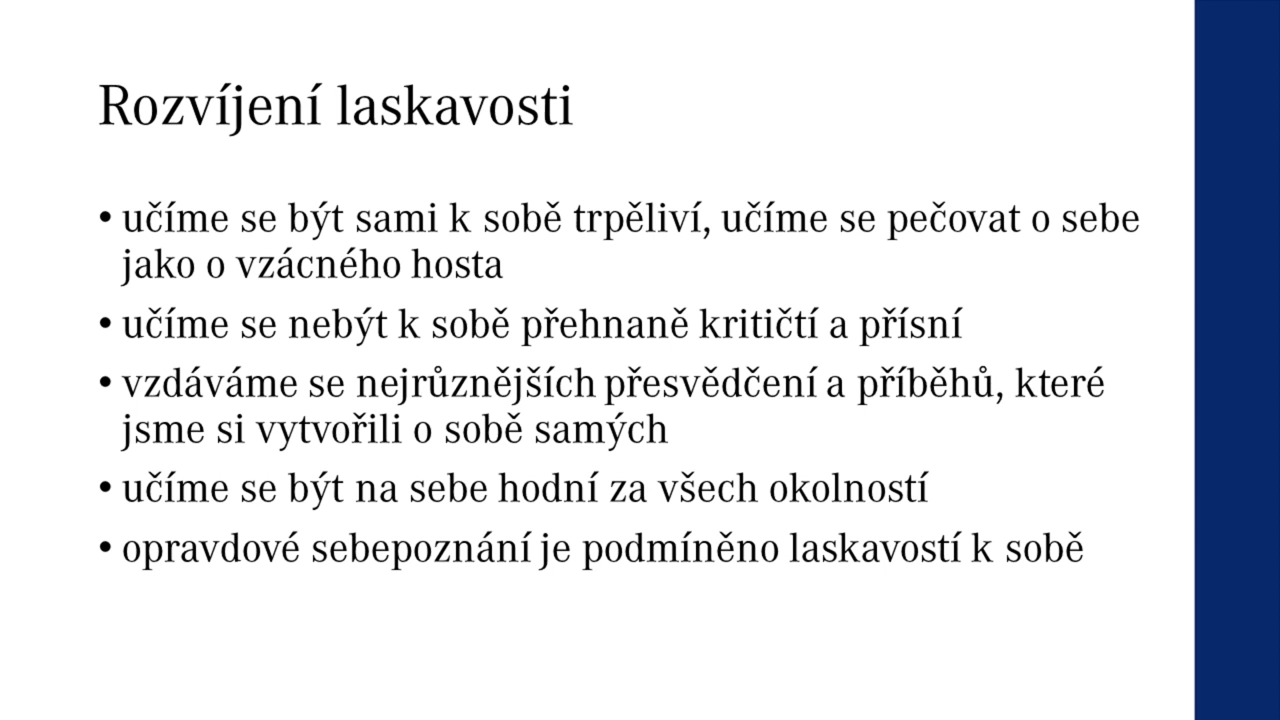 Rozvíjení laskavosti
• učíme se být sami k sobě trpěliví, učíme se pečovat o sebe
jako o vzácného hosta
• učíme se nebýt k sobě přehnaně kritičtí a přísní
• vzdáváme se nejrůznějších přesvědčení a příběhů, které
jsme si vytvořili o sobě samých
• učíme se být na sebe hodní za všech okolností
• opravdové sebepoznání je podmíněno laskavostí k sobě